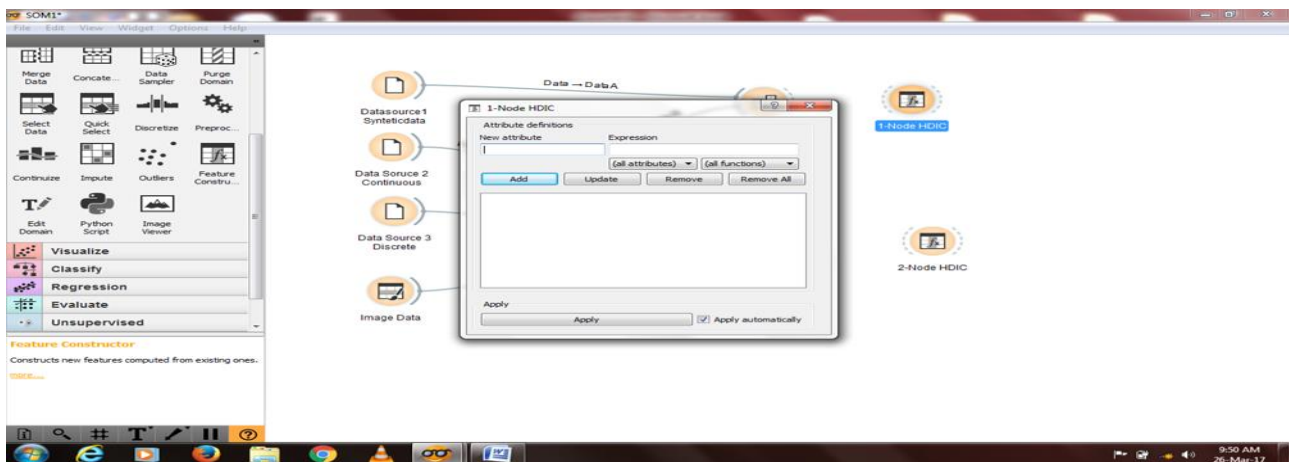 SOM1*
File Edit View Widget Options Help
Merge Data
Concate...
Data Sampler
Purge Domain
Select Data
Quick Select
Discretize
Preproc...
Continuize
Impute
Outliers
Feature Constru...
Edit Domain
Python Script
Image Viewer
Visualize
Classify
Regression
Evaluate
Unsupervised
Feature Constructor
Constructs new features computed from existing ones.
more...
Datasource1
Synteticdata
Data Soruce 2
Continuous
Data Source 3
Discrete
Image Data
Data → Data A
1-Node HDIC
Attribute definitions
New attribute Expression
(all attributes) (all functions)
Add Update Remove Remove All
Apply
Apply Apply automatically
1-Node HDIC
2-Node HDIC
9:50 AM
26-Mar-17